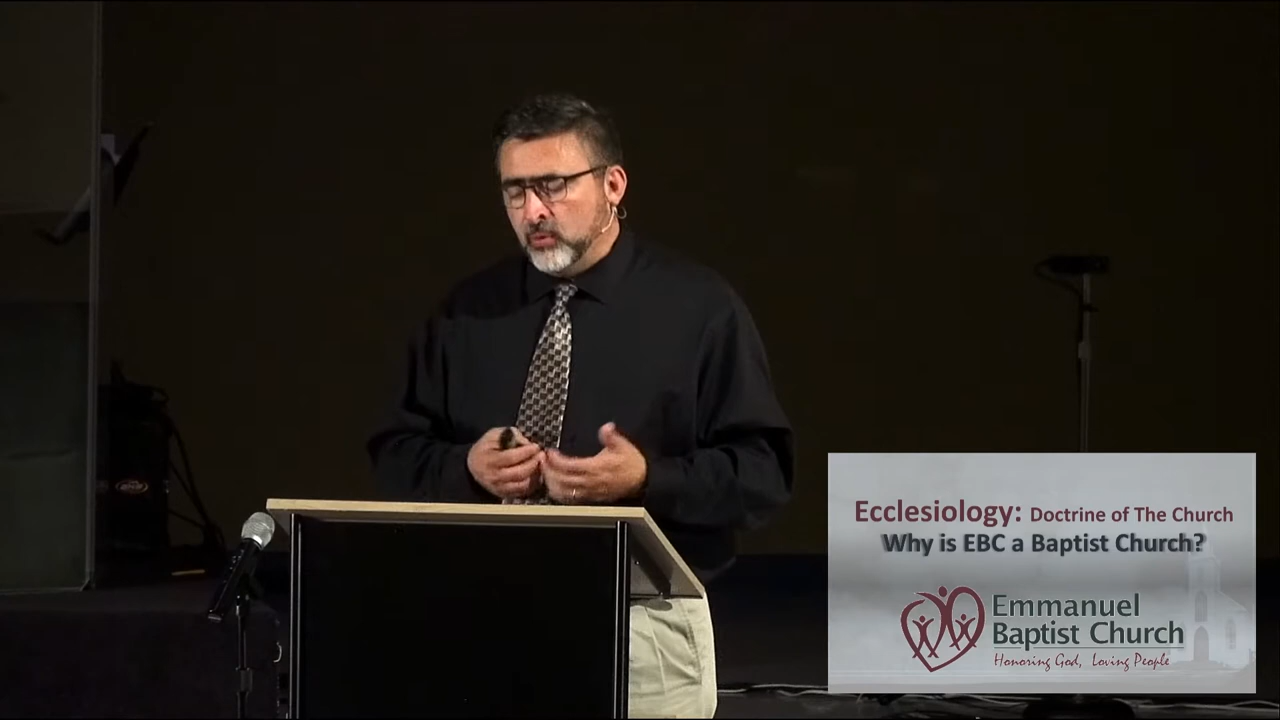 Ecclesiology: Doctrine of The Church
Why is EBC a Baptist Church?
Emmanuel
Baptist Church
Honoring God, Loving People